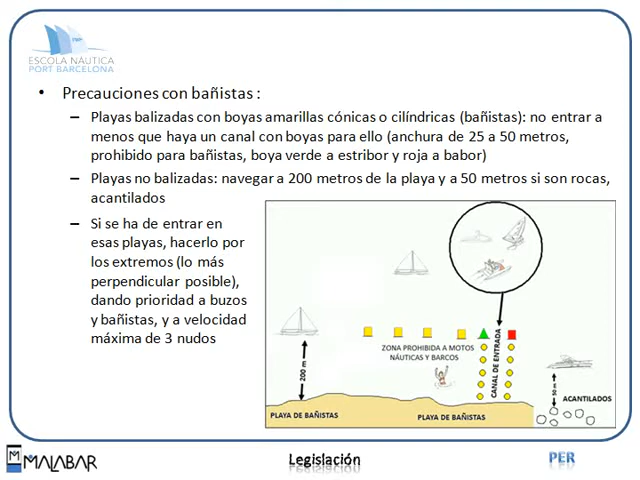 ESCOLA NÀUTICA
PORT BARCELONA
• Precauciones con bañistas :
– Playas balizadas con boyas amarillas cónicas o cilíndricas (bañistas): no entrar a
menos que haya un canal con boyas para ello (anchura de 25 a 50 metros,
prohibido para bañistas, boya verde a estribor y roja a babor)
– Playas no balizadas: navegar a 200 metros de la playa y a 50 metros si son rocas,
acantilados
– Si se ha de entrar en
esas playas, hacerlo por
los extremos (lo más
perpendicular posible),
dando prioridad a buzos
y bañistas, y a velocidad
máxima de 3 nudos
ZONA PROHIBIDA A MOTOS
NÁUTICAS Y BARCOS
200 m
CANAL DE ENTRADA
50 m
ACANTILADOS
PLAYA DE BAÑISTAS
PLAYA DE BAÑISTAS
MALABAR
Legislación
PER